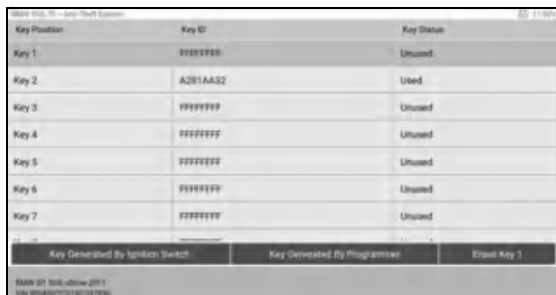 Key Position Key ID Key Status
Key 1 FFFFFFFF Unused
Key 2 A281AA32 Used
Key 3 FFFFFFFF Unused
Key 4 FFFFFFFF Unused
Key 5 FFFFFFFF Unused
Key 6 FFFFFFFF Unused
Key 7 FFFFFFFF Unused
Key Generated By Ignition Switch Key Generated By Programmer Erase Key 1